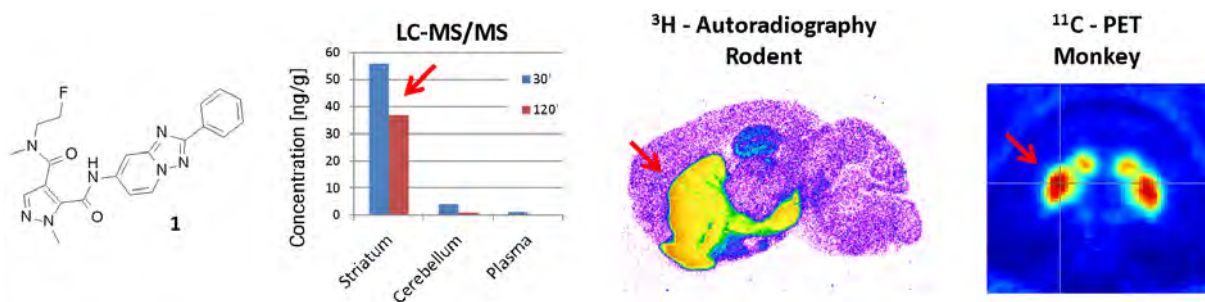 F
N
O
N
N
O
HN
N
N
N
1
LC-MS/MS
Concentration [ng/g]
60
50
40
30
20
10
0
30'
120'
Striatum
Cerebellum
Plasma
³H - Autoradiography
Rodent
¹¹C - PET
Monkey